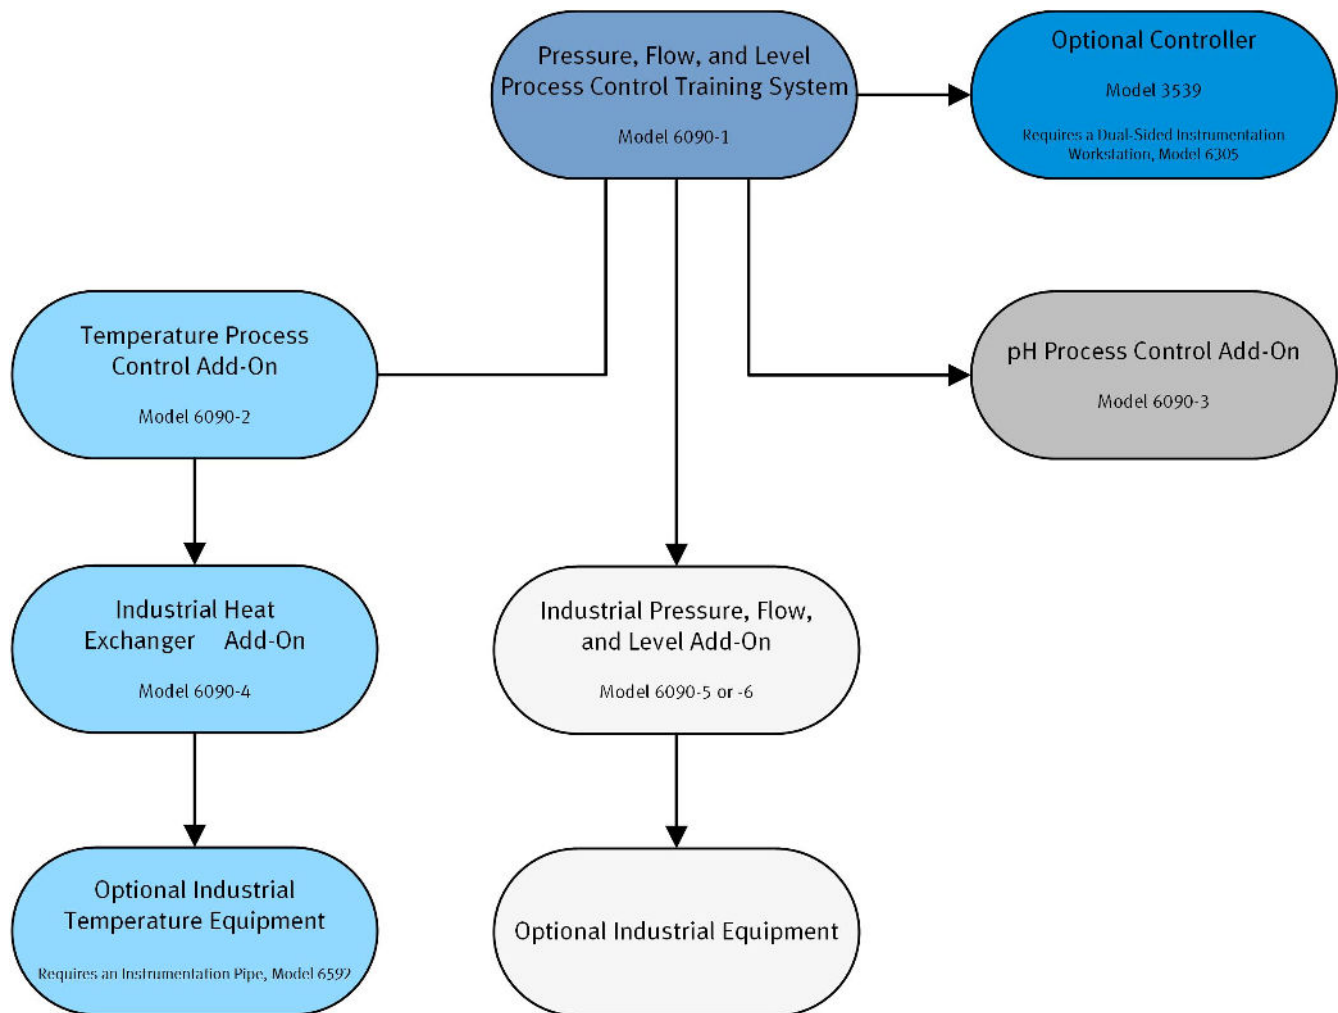 Pressure, Flow, and Level
Process Control Training System
Model 6090-1
Optional Controller
Model 3539
Requires a Dual-Sided Instrumentation
Workstation, Model 6305
Temperature Process
Control Add-On
Model 6090-2
pH Process Control Add-On
Model 6090-3
Industrial Heat
Exchanger Add-On
Model 6090-4
Industrial Pressure, Flow,
and Level Add-On
Model 6090-5 or -6
Optional Industrial
Temperature Equipment
Requires an Instrumentation Pipe, Model 6592
Optional Industrial Equipment